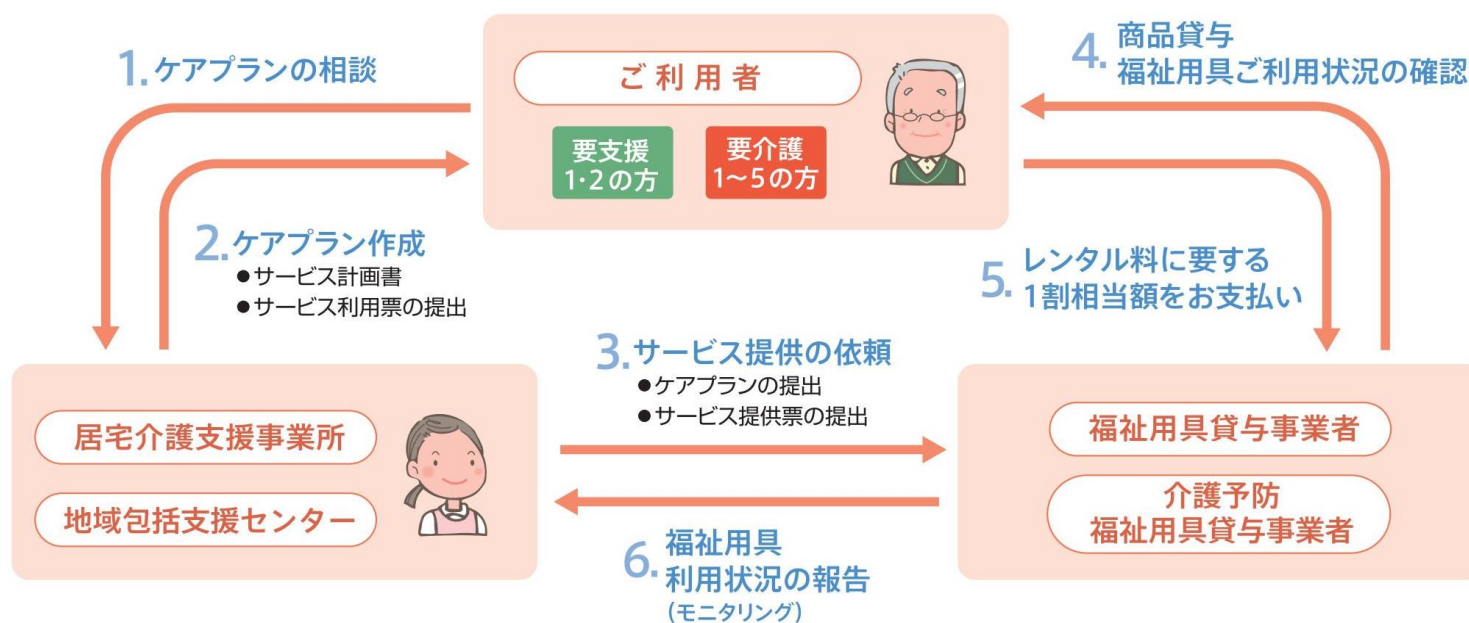 1.ケアプランの相談
ご利用者
要支援
1・2の方
要介護
1〜5の方
4.商品貸与
福祉用具ご利用状況の確認
2.ケアプラン作成
●サービス計画書
●サービス利用票の提出
5.レンタル料に要する
1割相当額をお支払い
3.サービス提供の依頼
●ケアプランの提出
●サービス提供票の提出
居宅介護支援事業所
地域包括支援センター
福祉用具貸与事業者
介護予防
福祉用具貸与事業者
6.福祉用具
利用状況の報告
(モニタリング)